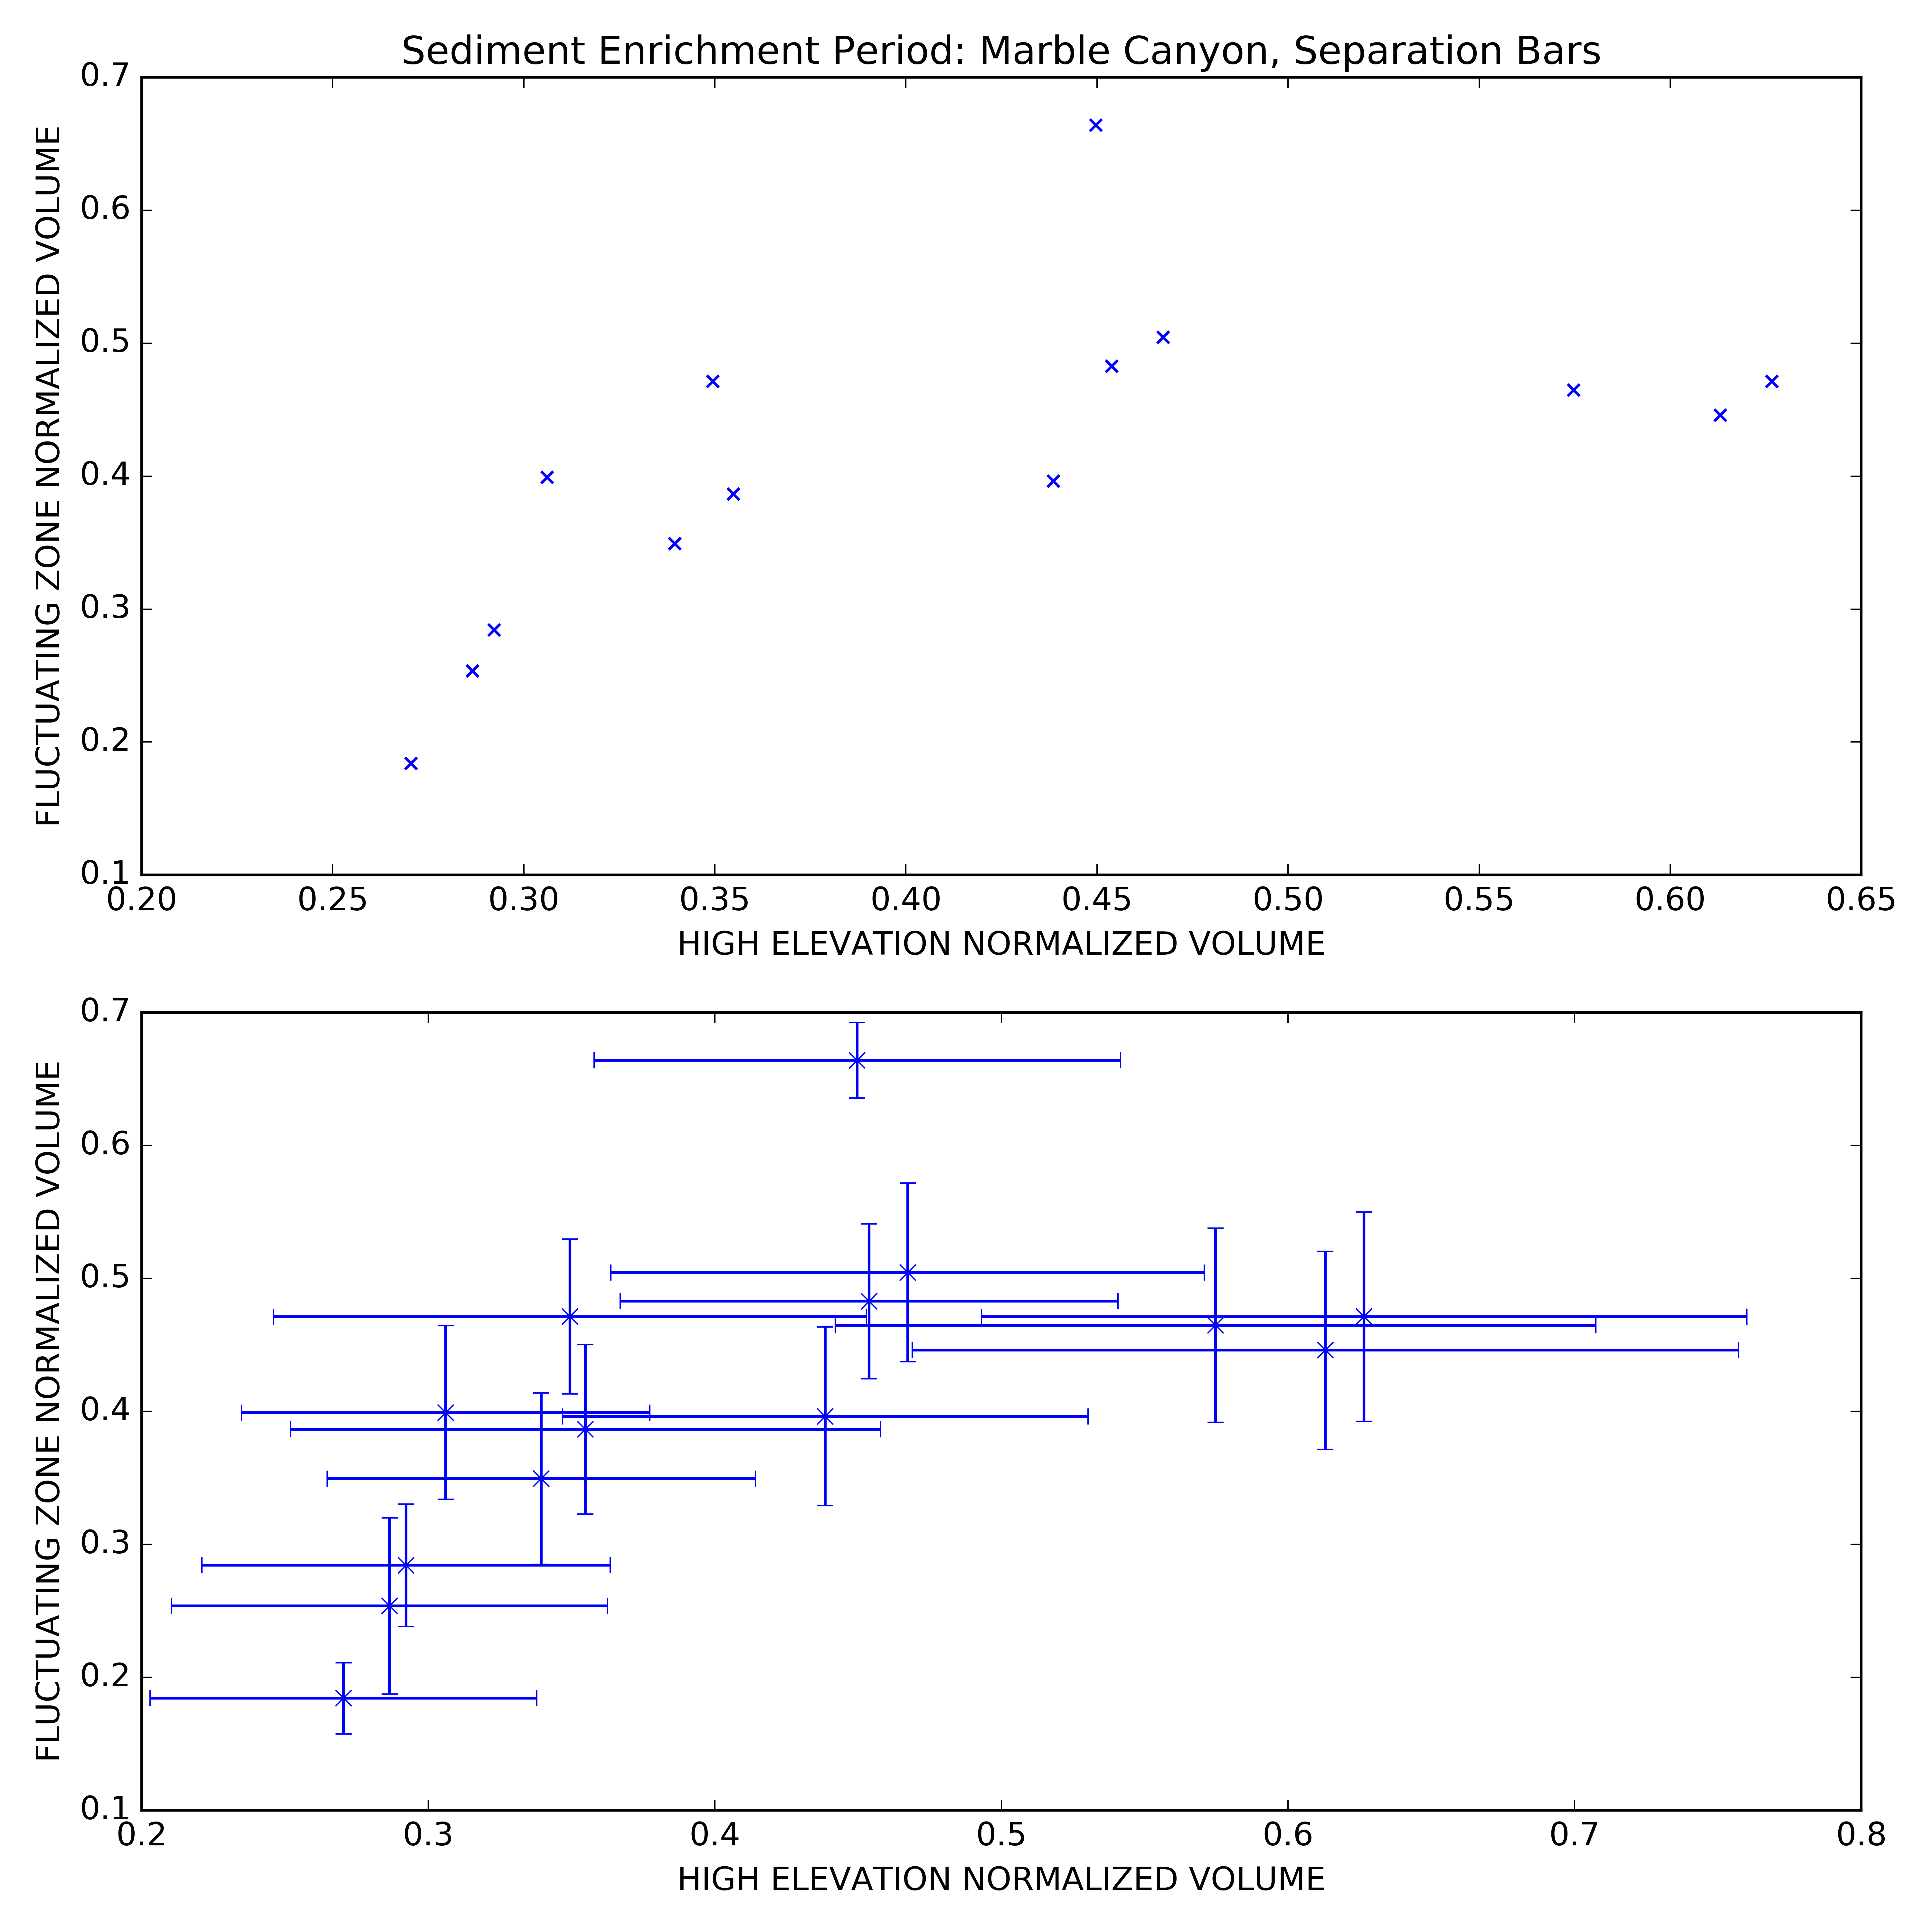 Sediment Enrichment Period: Marble Canyon, Separation Bars
FLUCTUATING ZONE NORMALIZED VOLUME
0.7
0.6
0.5
0.4
0.3
0.2
0.1
0.20 0.25 0.30 0.35 0.40 0.45 0.50 0.55 0.60 0.65
HIGH ELEVATION NORMALIZED VOLUME
FLUCTUATING ZONE NORMALIZED VOLUME
0.7
0.6
0.5
0.4
0.3
0.2
0.1
0.2 0.3 0.4 0.5 0.6 0.7 0.8
HIGH ELEVATION NORMALIZED VOLUME